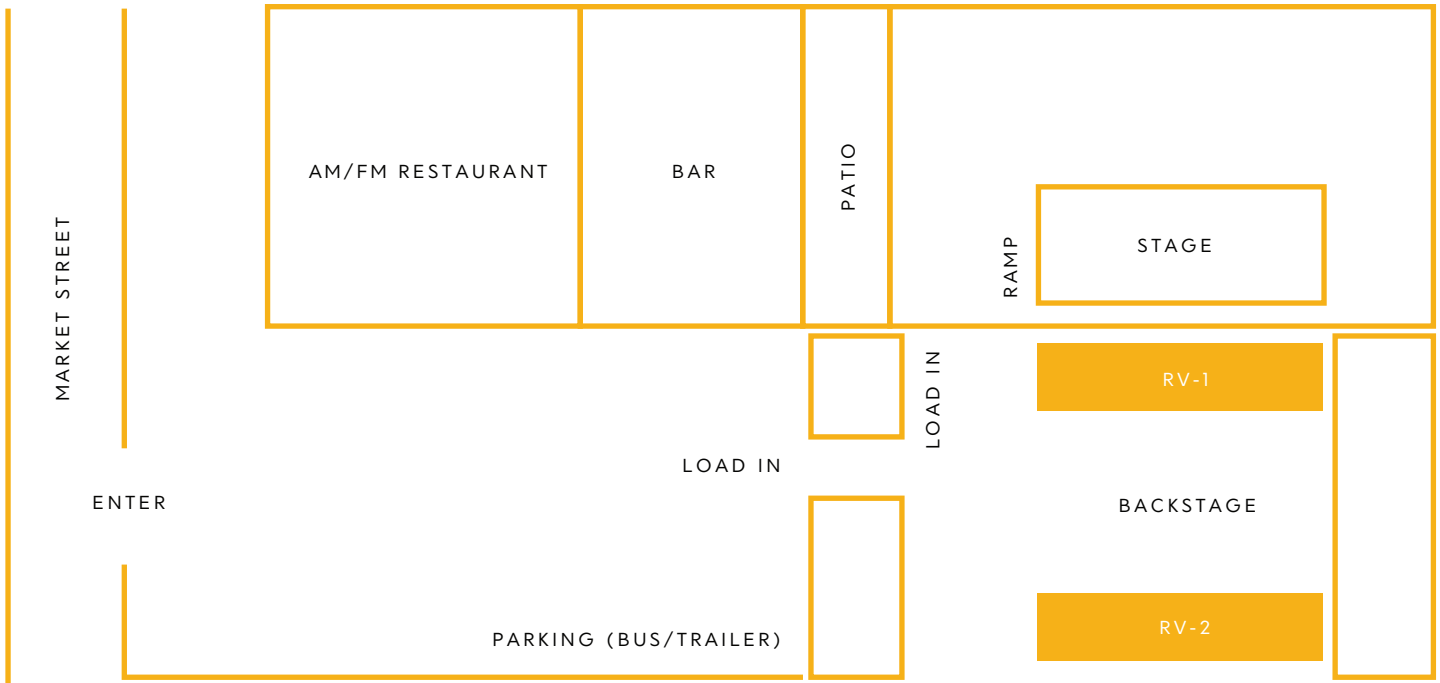 AM/FM RESTAURANT
BAR
PATIO
MARKET STREET
RAMP
STAGE
LOAD IN
RV-1
LOAD IN
ENTER
BACKSTAGE
PARKING (BUS/TRAILER)
RV-2